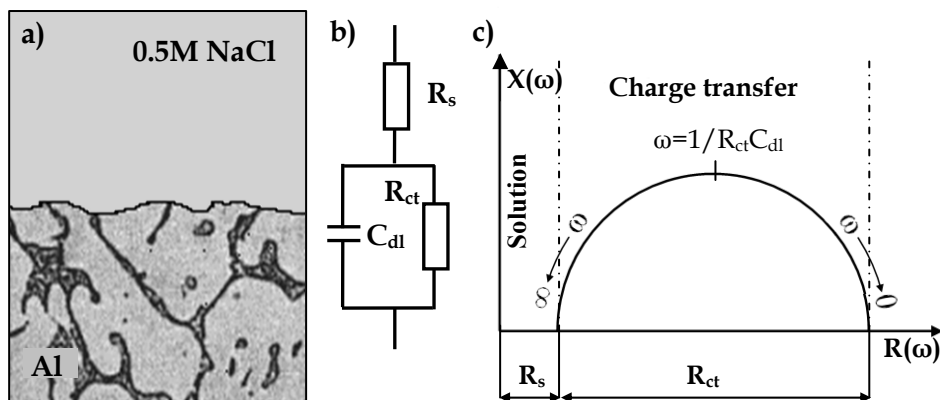 a)
0.5M NaCl
Al
b)
Rs
Rct
Cdl
c)
X(ω)
Charge transfer
ω=1/RctCdl
Solution
ω
∞
ω
0
R(ω)
Rs
Rct